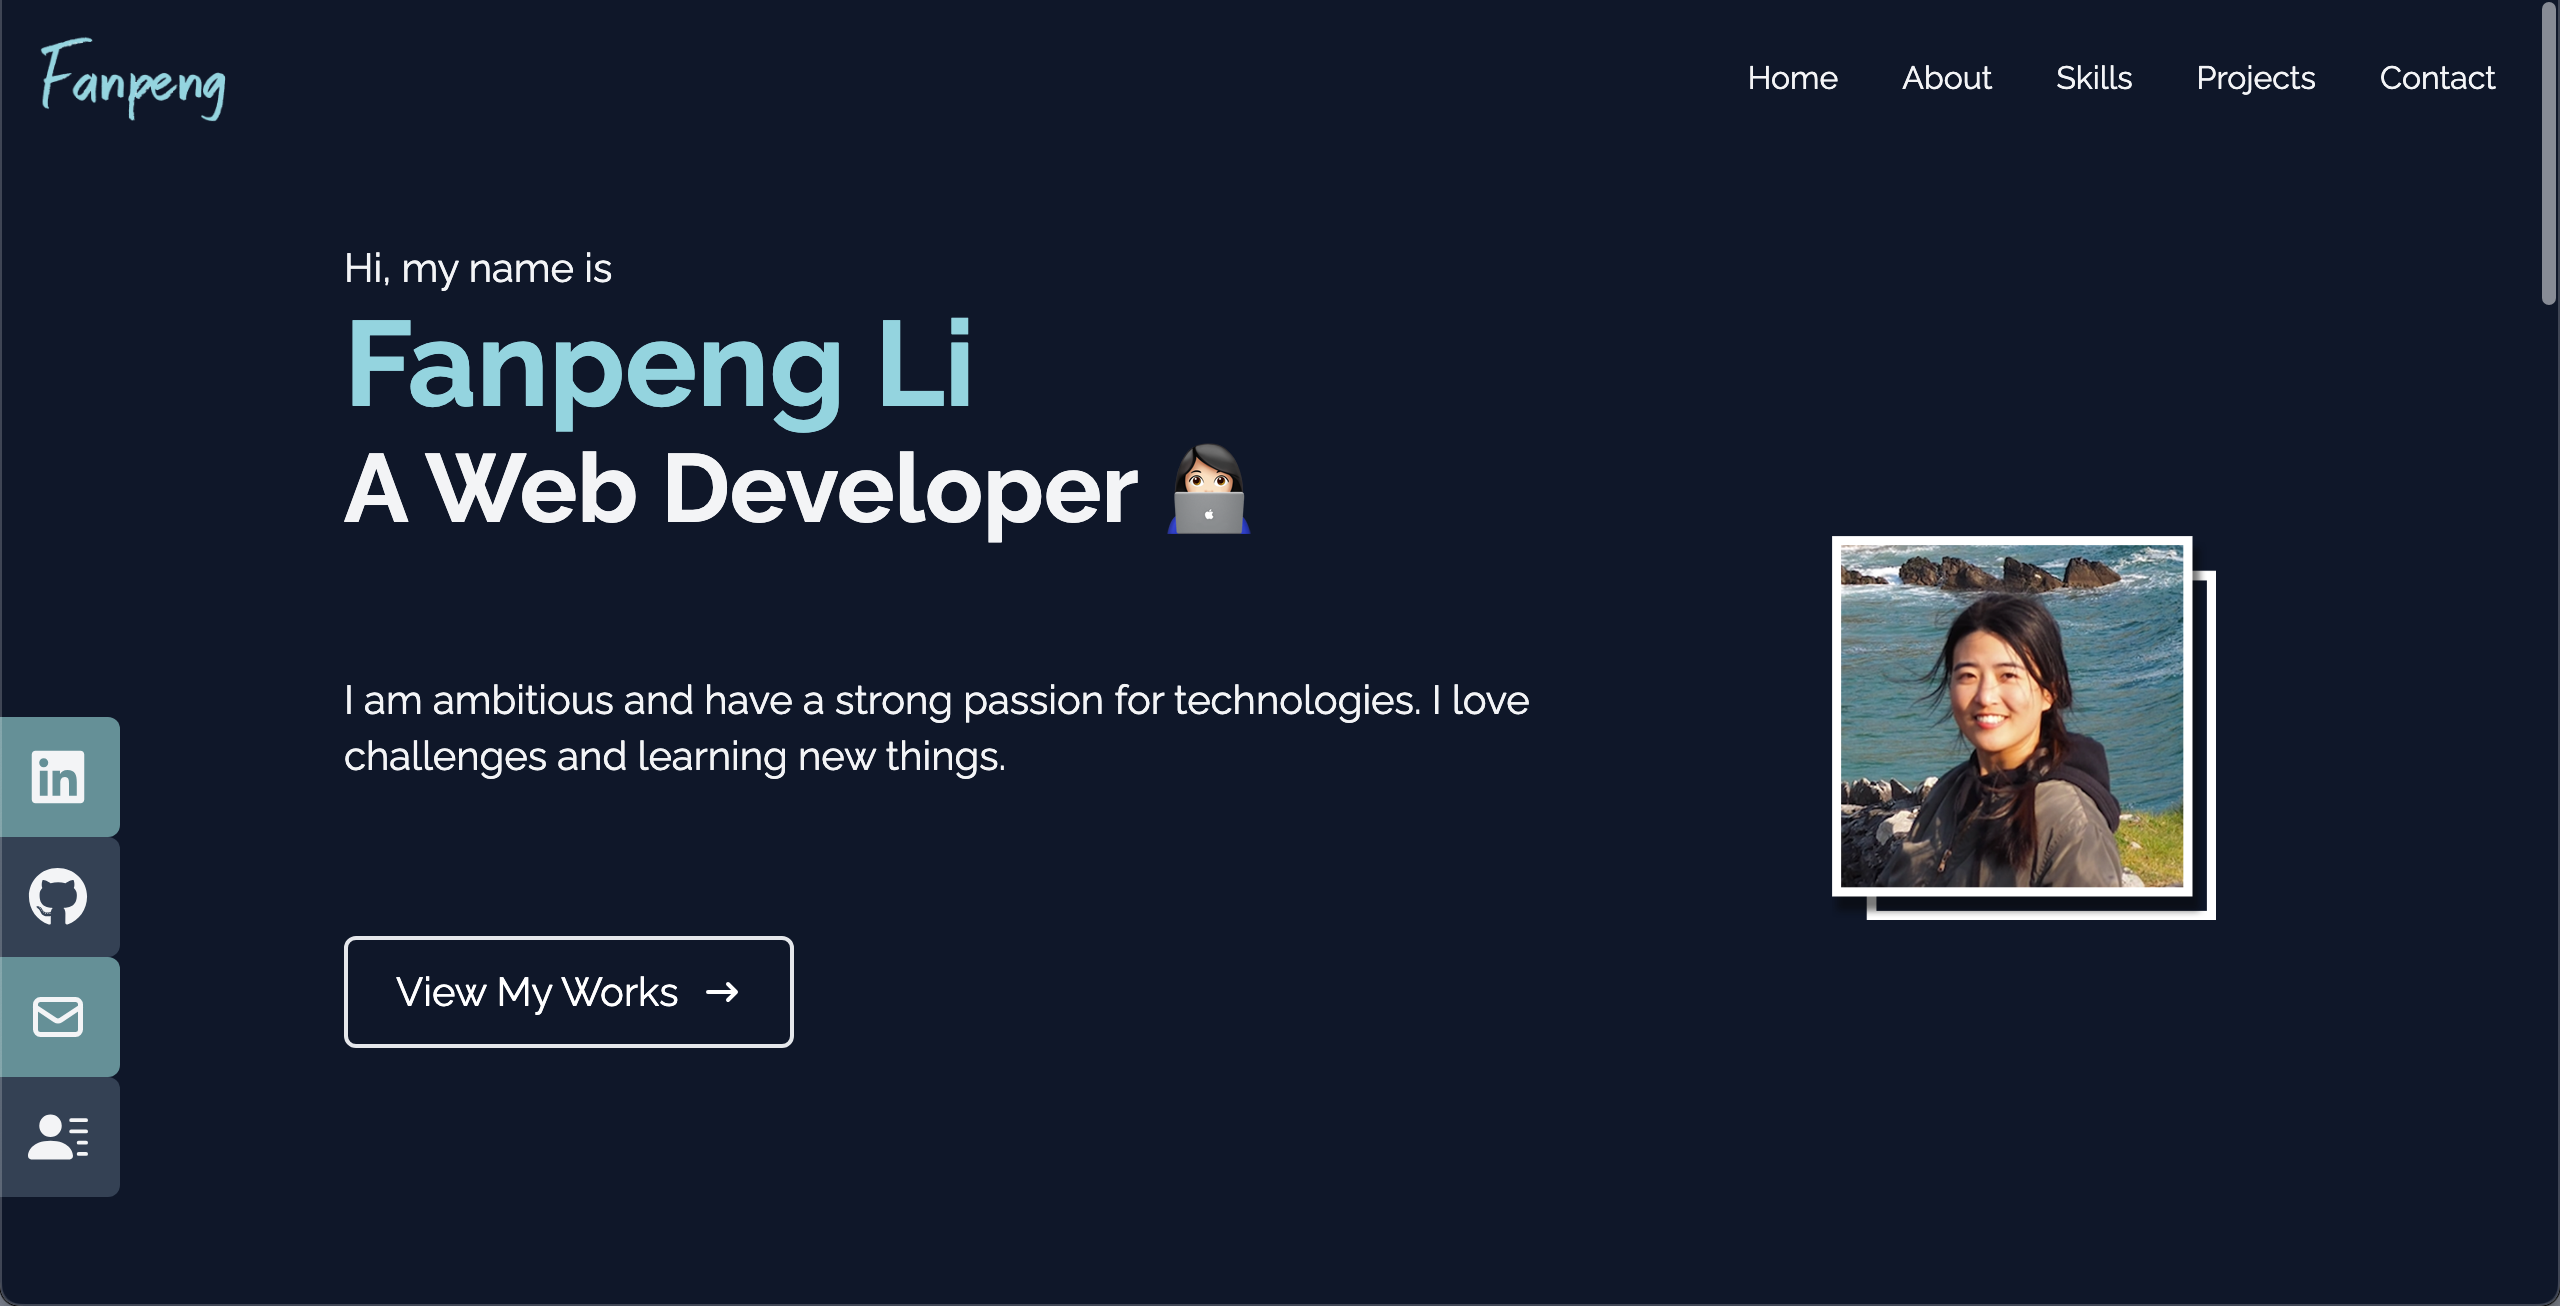 Fanpeng
Home About Skills Projects Contact
Hi, my name is
Fanpeng Li
A Web Developer 👩🏻‍💻
I am ambitious and have a strong passion for technologies. I love
challenges and learning new things.
in
View My Works →